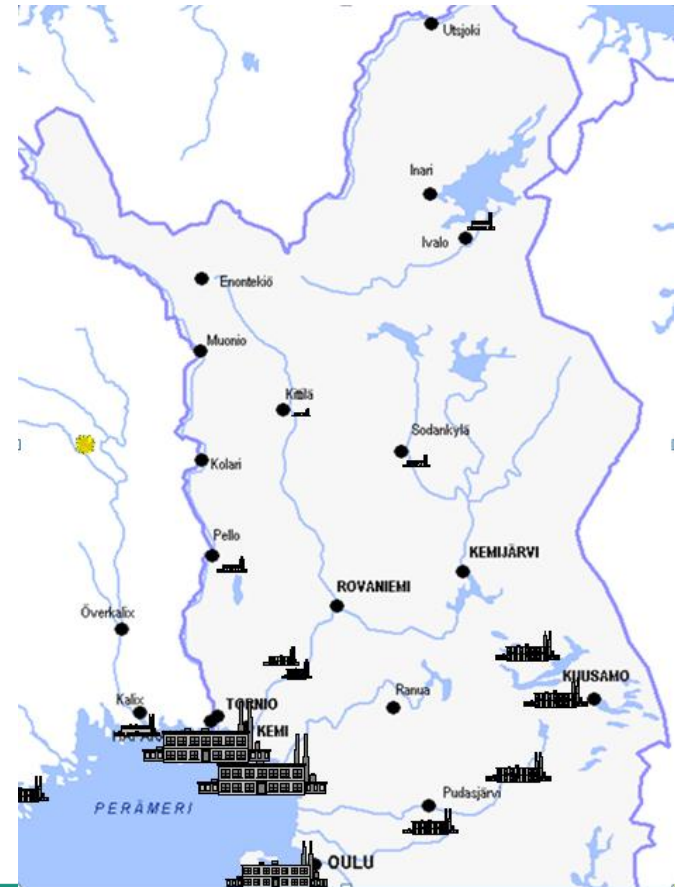 Utsjoki
Inari
Ivalo
Enontekiö
Muonio
Kittilä
Sodankylä
Kolari
Pello
KEMIJÄRVI
ROVANIEMI
Överkalix
KUUSAMO
Kalix
TORNIO
Ranua
KEMI
PERÄMERI
Pudasjärvi
OULU